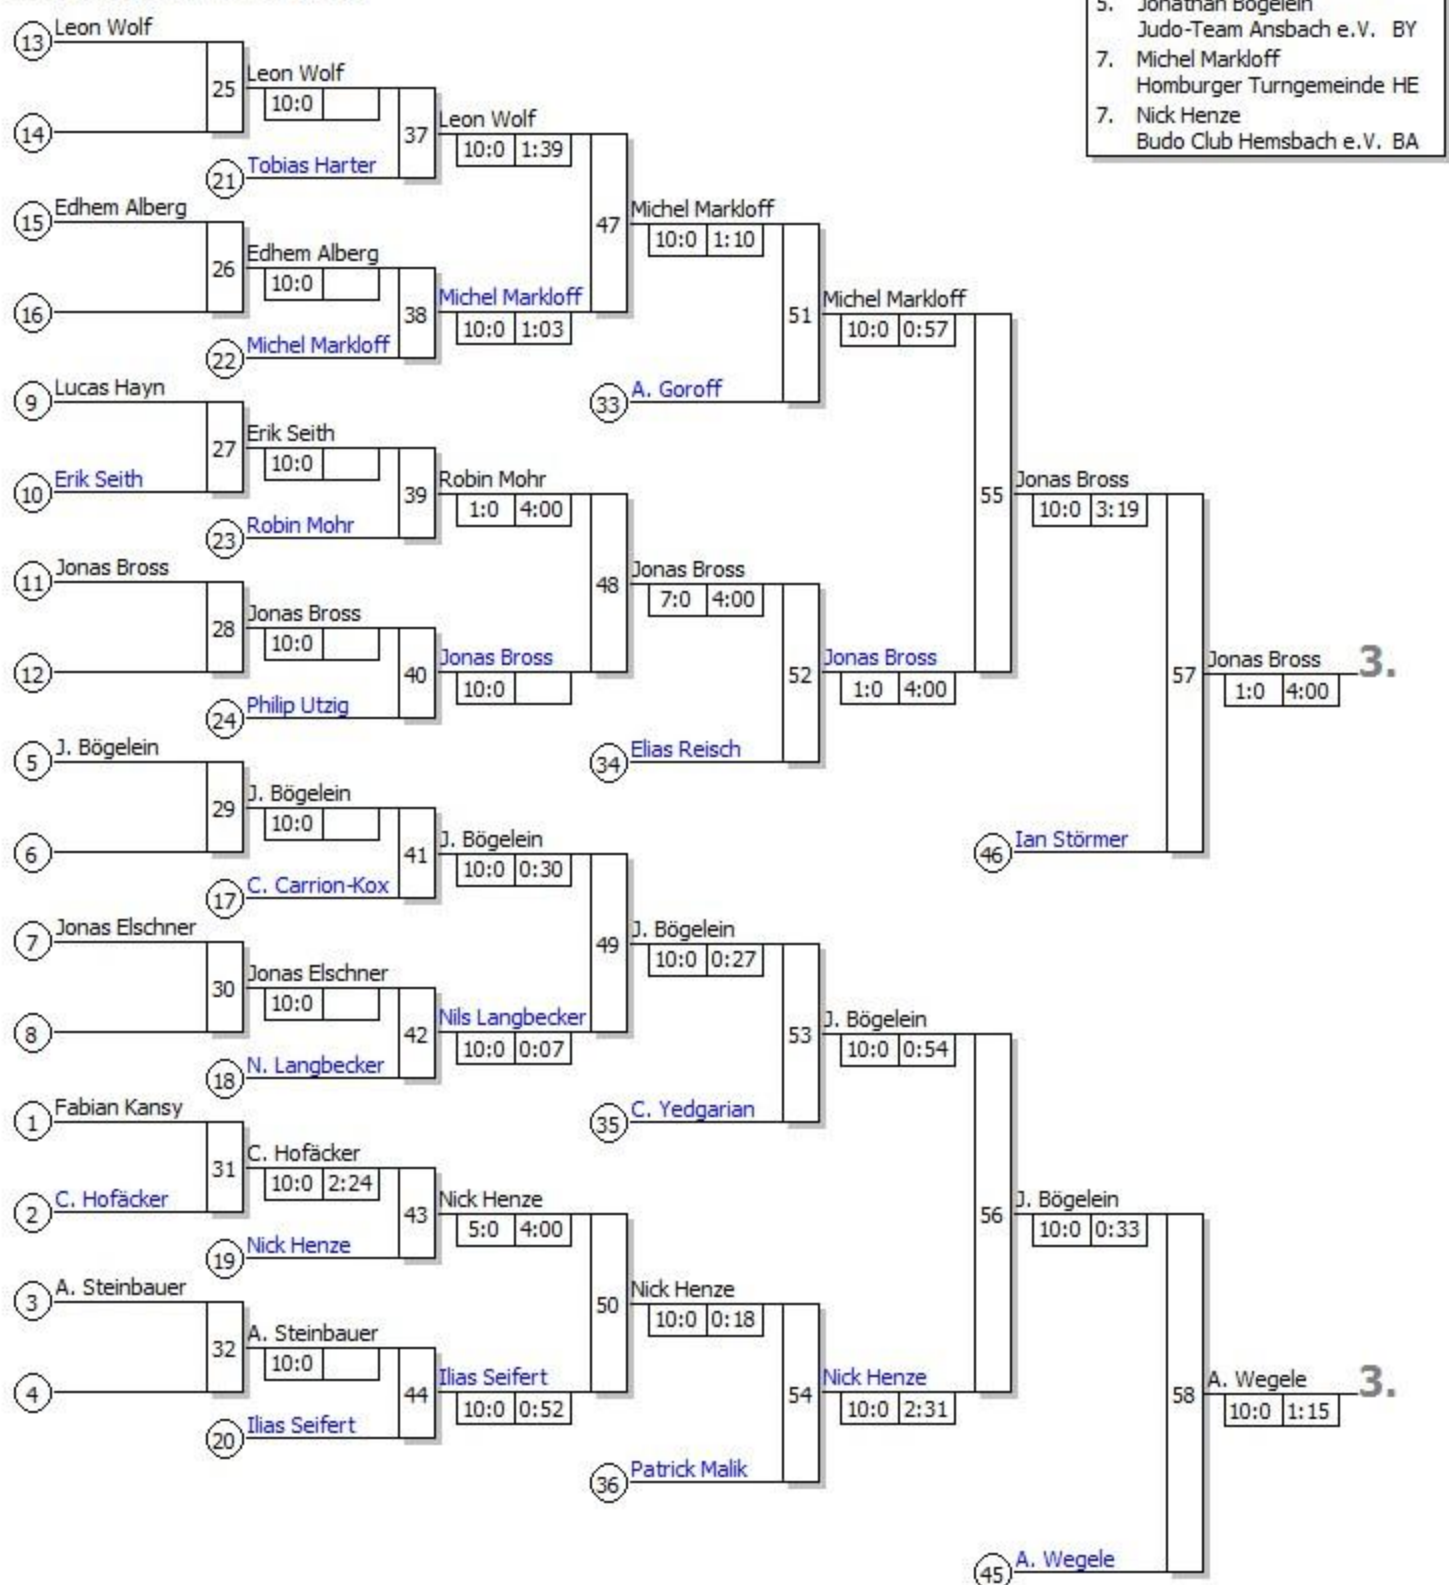 5. Jonathan Bögelein
Judo-Team Ansbach e.V. BY
7. Michel Markloff
Homburger Turngemeinde HE
7. Nick Henze
Budo Club Hemsbach e.V. BA
13 Leon Wolf
25
Leon Wolf
10:0
14
37
Leon Wolf
10:0 1:39
21 Tobias Harter
47
Michel Markloff
10:0 1:10
15 Edhem Alberg
26
Edhem Alberg
10:0
16
38
Michel Markloff
10:0 1:03
22 Michel Markloff
51
Michel Markloff
10:0 0:57
33 A. Goroff
9 Lucas Hayn
27
Erik Seith
10:0
10 Erik Seith
39
Robin Mohr
1:0 4:00
23 Robin Mohr
55
Jonas Bross
10:0 3:19
11 Jonas Bross
28
Jonas Bross
10:0
12
40
Jonas Bross
10:0
24 Philip Utzig
48
Jonas Bross
7:0 4:00
52
Jonas Bross
1:0 4:00
34 Elias Reisch
57
Jonas Bross
1:0 4:00
3.
46 Ian Störmer
5 J. Bögelein
29
J. Bögelein
10:0
6
41
J. Bögelein
10:0 0:30
17 C. Carrion-Kox
49
J. Bögelein
10:0 0:27
7 Jonas Elschner
30
Jonas Elschner
10:0
8
42
Nils Langbecker
10:0 0:07
18 N. Langbecker
53
J. Bögelein
10:0 0:54
35 C. Yedgarian
1 Fabian Kansy
31
C. Hofäcker
10:0 2:24
2 C. Hofäcker
43
Nick Henze
5:0 4:00
19 Nick Henze
56
J. Bögelein
10:0 0:33
3 A. Steinbauer
32
A. Steinbauer
10:0
4
44
Ilias Seifert
10:0 0:52
20 Ilias Seifert
50
Nick Henze
10:0 0:18
54
Nick Henze
10:0 2:31
36 Patrick Malik
58
A. Wegele
10:0 1:15
3.
45 A. Wegele